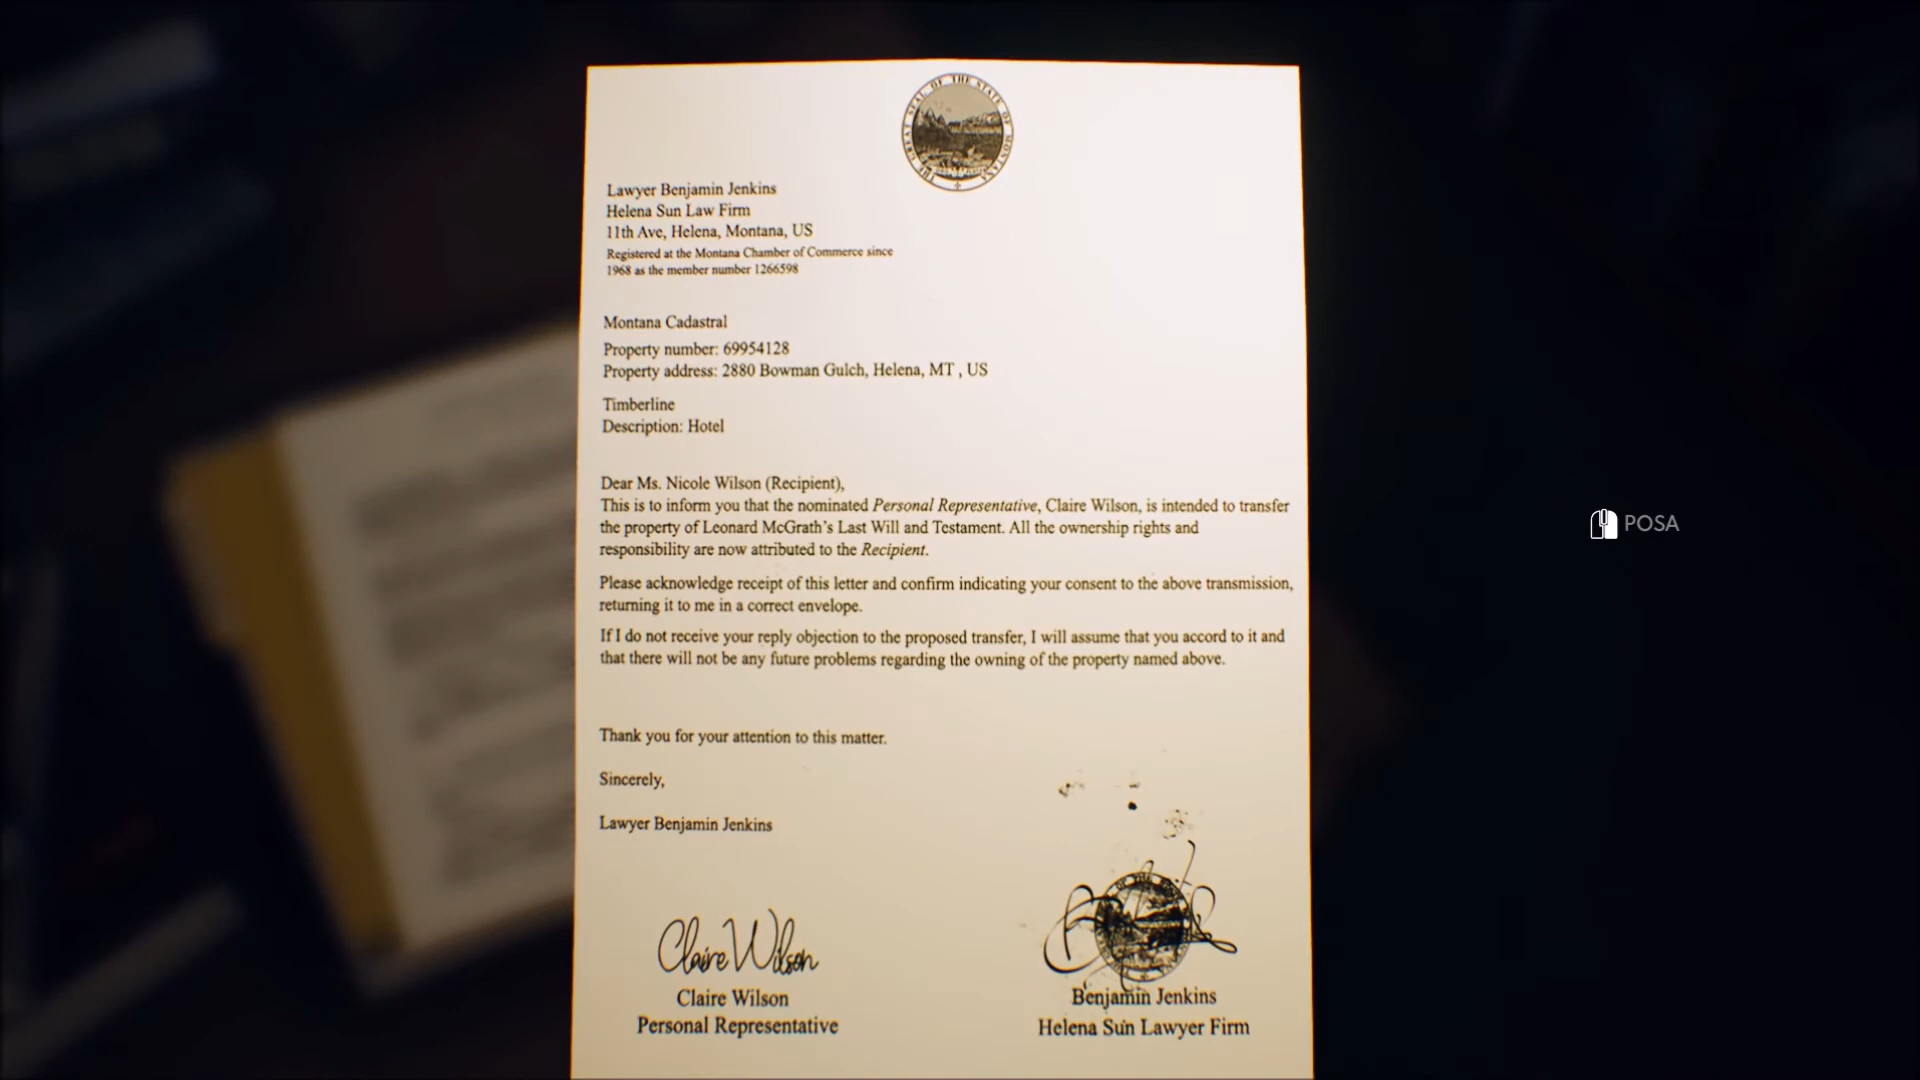 THE GREAT SEAL OF THE STATE OF MONTANA
Lawyer Benjamin Jenkins
Helena Sun Law Firm
11th Ave, Helena, Montana, US
Registered at the Montana Chamber of Commerce since
1968 as the member number 1266598
Montana Cadastral
Property number: 69954128
Property address: 2880 Bowman Gulch, Helena, MT , US
Timberline
Description: Hotel
Dear Ms. Nicole Wilson (Recipient),
This is to inform you that the nominated Personal Representative, Claire Wilson, is intended to transfer
the property of Leonard McGrath's Last Will and Testament. All the ownership rights and
responsibility are now attributed to the Recipient.
Please acknowledge receipt of this letter and confirm indicating your consent to the above transmission,
returning it to me in a correct envelope.
If I do not receive your reply objection to the proposed transfer, I will assume that you accord to it and
that there will not be any future problems regarding the owning of the property named above.
Thank you for your attention to this matter.
Sincerely,
Lawyer Benjamin Jenkins
Claire Wilson
Claire Wilson
Personal Representative
Benjamin Jenkins
Helena Sun Lawyer Firm
POSA